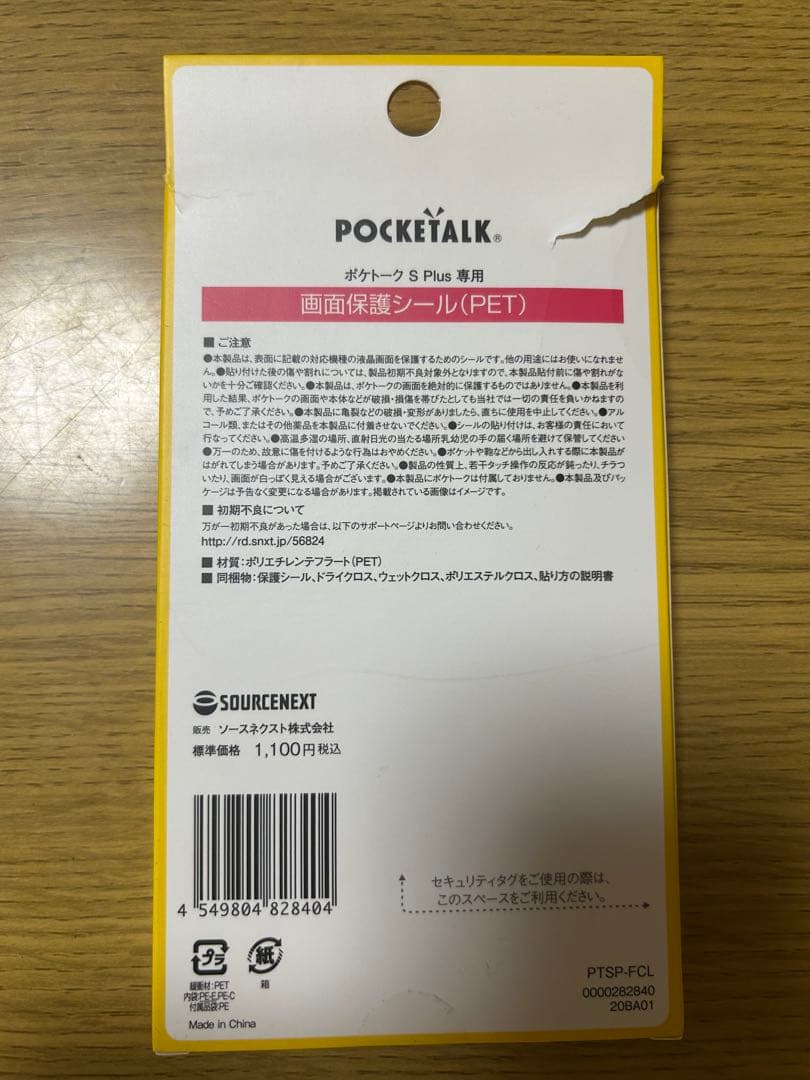 POCKETALK®
ポケトーク S Plus 専用
画面保護シール(PET)
■ ご注意
●本製品は、表面に記載の対応機種の液晶画面を保護するためのシールです。他の用途にはお使いになれませ
ん。●貼り付けた後の傷や割れについては、製品初期不良対象外となりますので、本製品貼付前に傷や割れがな
いかを十分ご確認ください。●本製品は、ポケトークの画面を絶対的に保護するものではありません。●本製品を利
用した結果、ポケトークの画面や本体などが破損・損傷を帯びたとしても当社では一切の責任を負いかねますの
で、予めご了承ください。●本製品に亀裂などの破損・変形がありましたら、直ちに使用を中止してください。●アル
コール類、またはその他薬品を本製品に付着させないでください。●シールの貼り付けは、お客様の責任において
行なってください。●高温多湿の場所、直射日光の当たる場所乳幼児の手の届く場所を避けて保管してください
●万一のため、故意に傷を付けるような行為はおやめください。●ポケットや鞄などから出し入れする際に本製品が
はがれてしまう場合があります。予めご了承ください。●製品の性質上、若干タッチ操作の反応が鈍ったり、チラつ
いたり、画面が白っぽく見える場合がございます。●本製品にポケトークは付属しておりません。●本製品及びパッ
ケージは予告なく変更になる場合があります。掲載されている画像はイメージです。
■ 初期不良について
万が一初期不良があった場合は、以下のサポートページよりお問い合わせください。
http://rd.snxt.jp/56824
■ 材質:ポリエチレンテフラート(PET)
■ 同梱物:保護シール、ドライクロス、ウェットクロス、ポリエステルクロス、貼り方の説明書
SOURCENEXT
販売 ソースネクスト株式会社
標準価格 1,100円税込
4 549804 828404
セキュリティタグをご使用の際は、
このスペースをご利用ください。
プラ
紙
緩衝材:PET
内袋:PE-E,PE-C
付属品袋:PE
箱
Made in China
PTSP-FCL
0000282840
20BA01